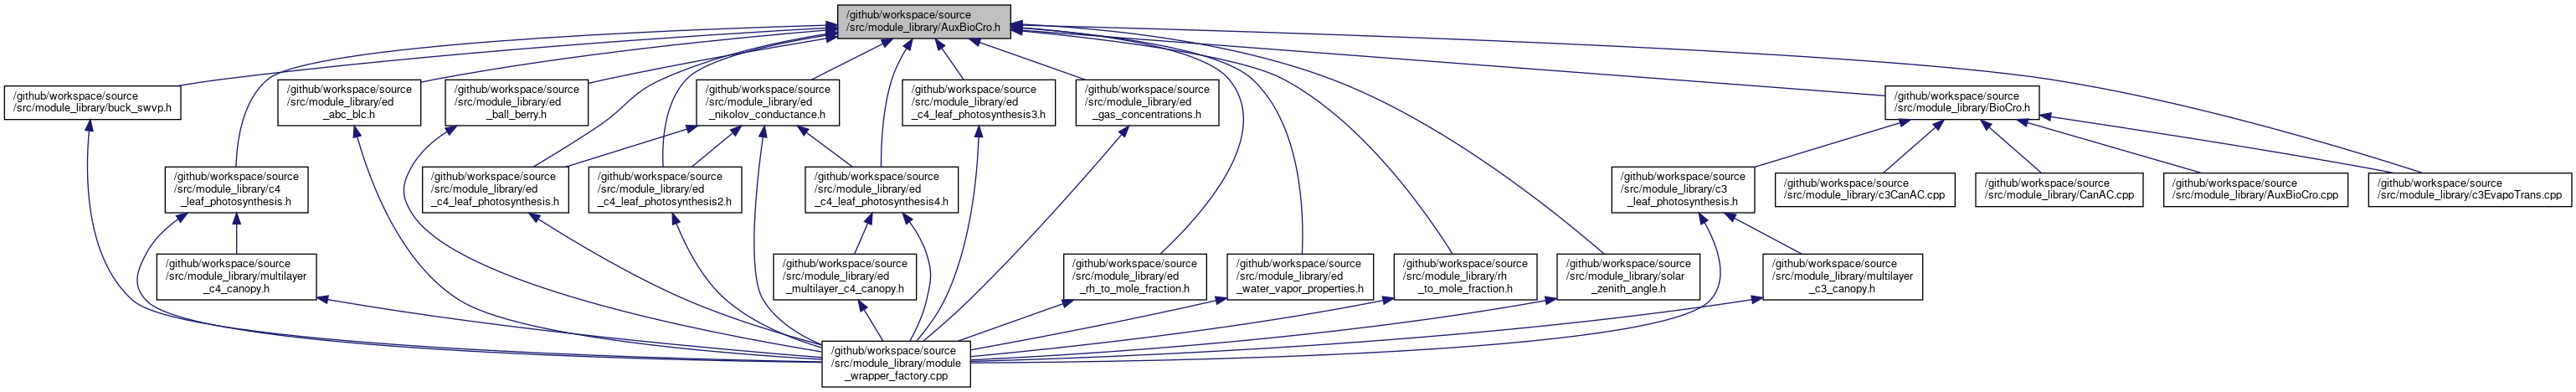 /github/workspace/source
/src/module_library/AuxBioCro.h
/github/workspace/source
/src/module_library/buck_swvp.h
/github/workspace/source
/src/module_library/ed
_abc_blc.h
/github/workspace/source
/src/module_library/ed
_ball_berry.h
/github/workspace/source
/src/module_library/ed
_nikolov_conductance.h
/github/workspace/source
/src/module_library/ed
_c4_leaf_photosynthesis3.h
/github/workspace/source
/src/module_library/ed
_gas_concentrations.h
/github/workspace/source
/src/module_library/BioCro.h
/github/workspace/source
/src/module_library/c4
_leaf_photosynthesis.h
/github/workspace/source
/src/module_library/ed
_c4_leaf_photosynthesis.h
/github/workspace/source
/src/module_library/ed
_c4_leaf_photosynthesis2.h
/github/workspace/source
/src/module_library/ed
_c4_leaf_photosynthesis4.h
/github/workspace/source
/src/module_library/c3
_leaf_photosynthesis.h
/github/workspace/source
/src/module_library/c3CanAC.cpp
/github/workspace/source
/src/module_library/CanAC.cpp
/github/workspace/source
/src/module_library/AuxBioCro.cpp
/github/workspace/source
/src/module_library/c3EvapoTrans.cpp
/github/workspace/source
/src/module_library/multilayer
_c4_canopy.h
/github/workspace/source
/src/module_library/ed
_multilayer_c4_canopy.h
/github/workspace/source
/src/module_library/ed
_rh_to_mole_fraction.h
/github/workspace/source
/src/module_library/ed
_water_vapor_properties.h
/github/workspace/source
/src/module_library/rh
_to_mole_fraction.h
/github/workspace/source
/src/module_library/solar
_zenith_angle.h
/github/workspace/source
/src/module_library/multilayer
_c3_canopy.h
/github/workspace/source
/src/module_library/module
_wrapper_factory.cpp